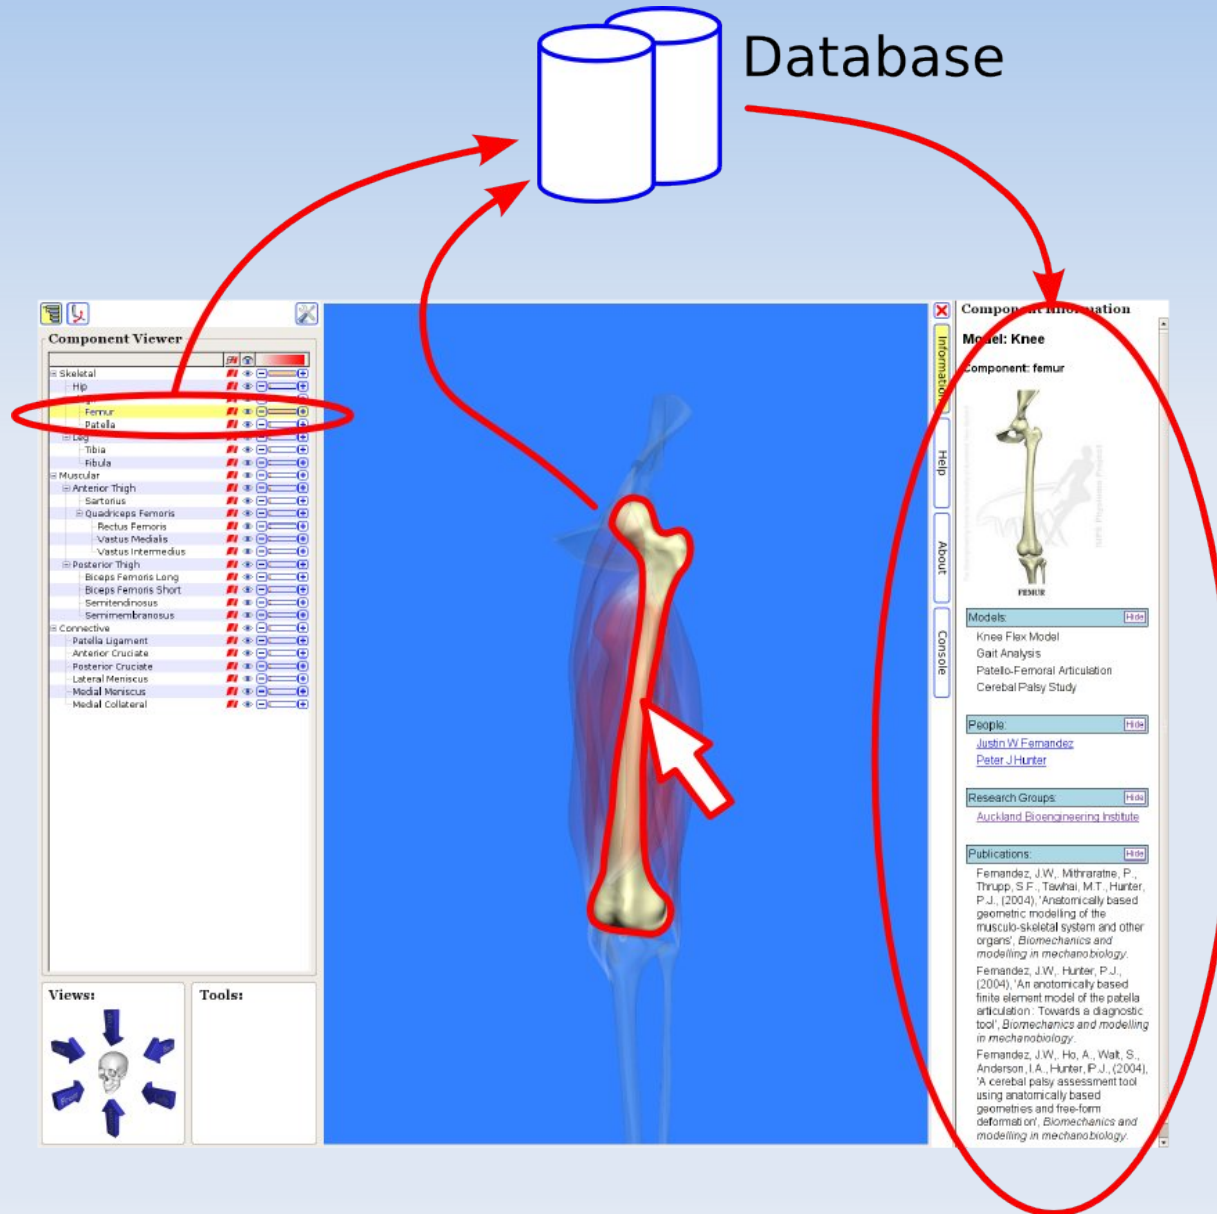 Database
Component Viewer
Skeletal
Hip
Femur
Patella
Leg
Tibia
Fibula
Muscular
Anterior Thigh
Sartorius
Quadriceps Femoris
Rectus Femoris
Vastus Medialis
Vastus Intermedius
Posterior Thigh
Biceps Femoris Long
Biceps Femoris Short
Semitendinosus
Semimembranosus
Connective
Patella Ligament
Anterior Cruciate
Posterior Cruciate
Lateral Meniscus
Medial Meniscus
Medial Collateral
Views:
Tools:
Information
Help
About
Console
Component Information
Model: Knee
Component: femur
FEMUR
Models:
Hide
Knee Flex Model
Gait Analysis
Patello-Femoral Articulation
Cerebal Palsy Study
People:
Hide
Justin W Fernandez
Peter J Hunter
Research Groups:
Hide
Auckland Bioengineering Institute
Publications:
Hide
Fernandez, J.W,. Mithraratne, P.,
Thrupp, S.F., Tawhai, M.T., Hunter,
P.J., (2004), 'Anatomically based
geometric modelling of the
musculo-skeletal system and other
organs', Biomechanics and
modelling in mechanobiology.
Fernandez, J.W,. Hunter, P.J.,
(2004), 'An anotomically based
finite element model of the patella
articulation : Towards a diagnostic
tool', Biomechanics and modelling
in mechanobiology.
Fernandez, J.W,. Ho, A., Walt, S.,
Anderson, I.A., Hunter, P.J., (2004),
'A cerebal palsy assessment tool
using anatomically based
geometries and free-form
deformation', Biomechanics and
modelling in mechanobiology.